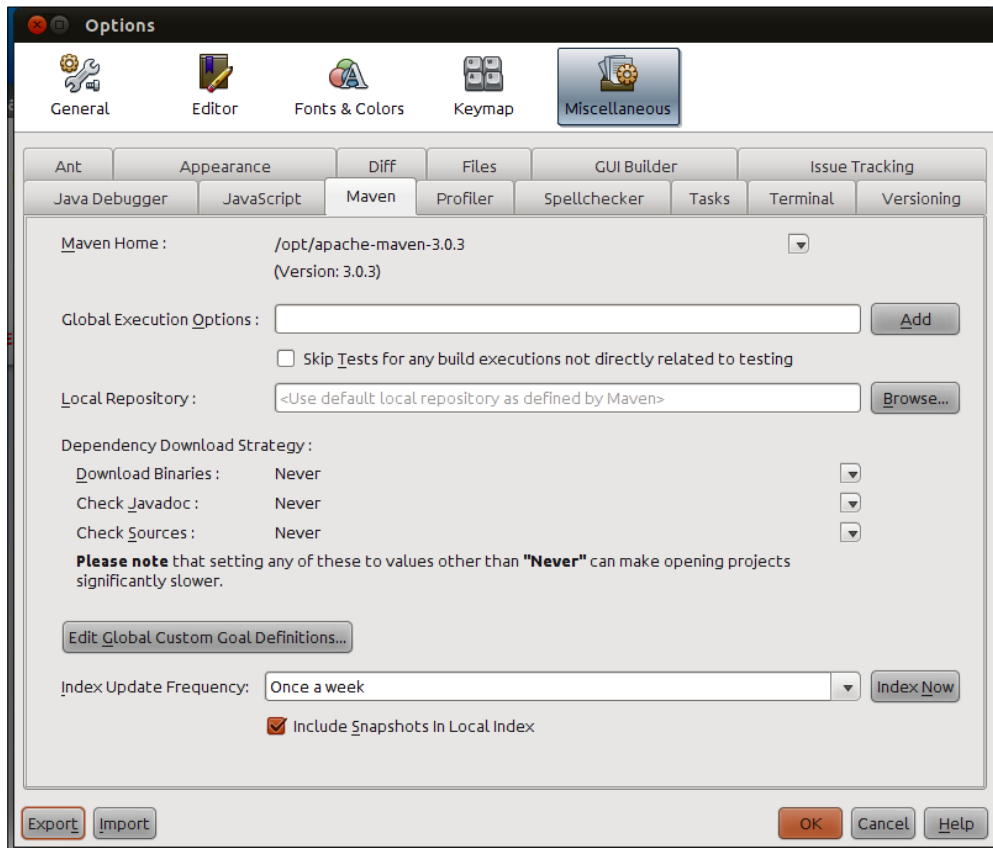 Options
General Editor Fonts & Colors Keymap Miscellaneous
Ant Appearance Diff Files GUI Builder Issue Tracking
Java Debugger JavaScript Maven Profiler Spellchecker Tasks Terminal Versioning
Maven Home : /opt/apache-maven-3.0.3
(Version: 3.0.3)
Global Execution Options : Add
Skip Tests for any build executions not directly related to testing
Local Repository : <Use default local repository as defined by Maven> Browse...
Dependency Download Strategy :
Download Binaries : Never
Check Javadoc : Never
Check Sources : Never
Please note that setting any of these to values other than "Never" can make opening projects
significantly slower.
Edit Global Custom Goal Definitions...
Index Update Frequency: Once a week Index Now
Include Snapshots In Local Index
Export Import OK Cancel Help